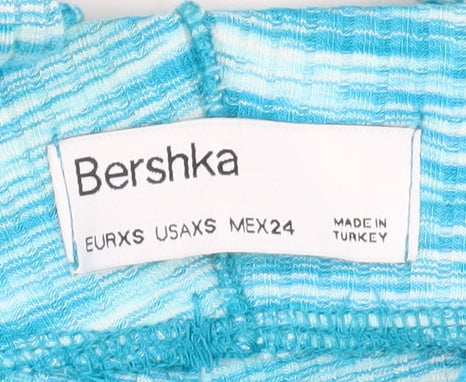 Bershka
EURXS USAXS MEX24
MADE IN
TURKEY